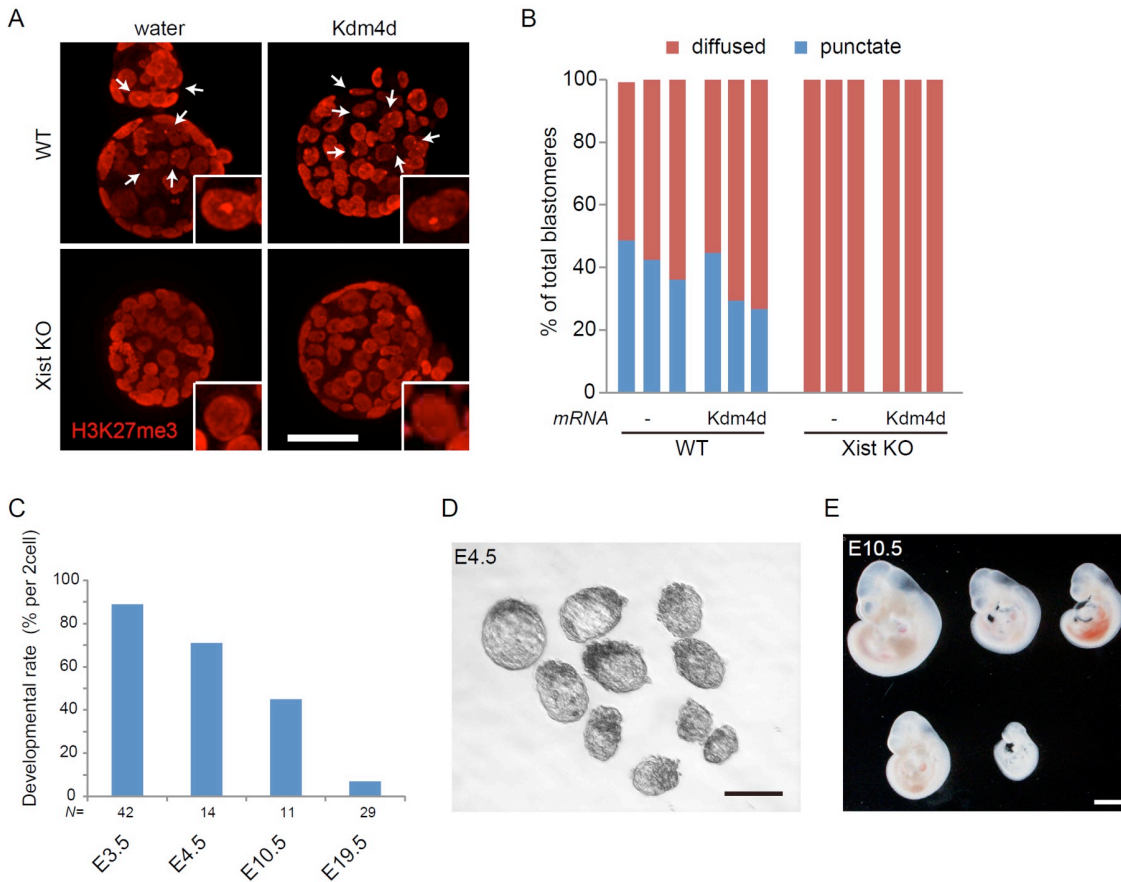 A
water
Kdm4d
WT
Xist KO
H3K27me3
B
diffused
punctate
% of total blastomeres
100
80
60
40
20
0
mRNA
-
Kdm4d
-
Kdm4d
WT
Xist KO
C
Developmental rate (% per 2cell)
100
80
60
40
20
0
N=
42
14
11
29
E3.5
E4.5
E10.5
E19.5
D
E4.5
E
E10.5